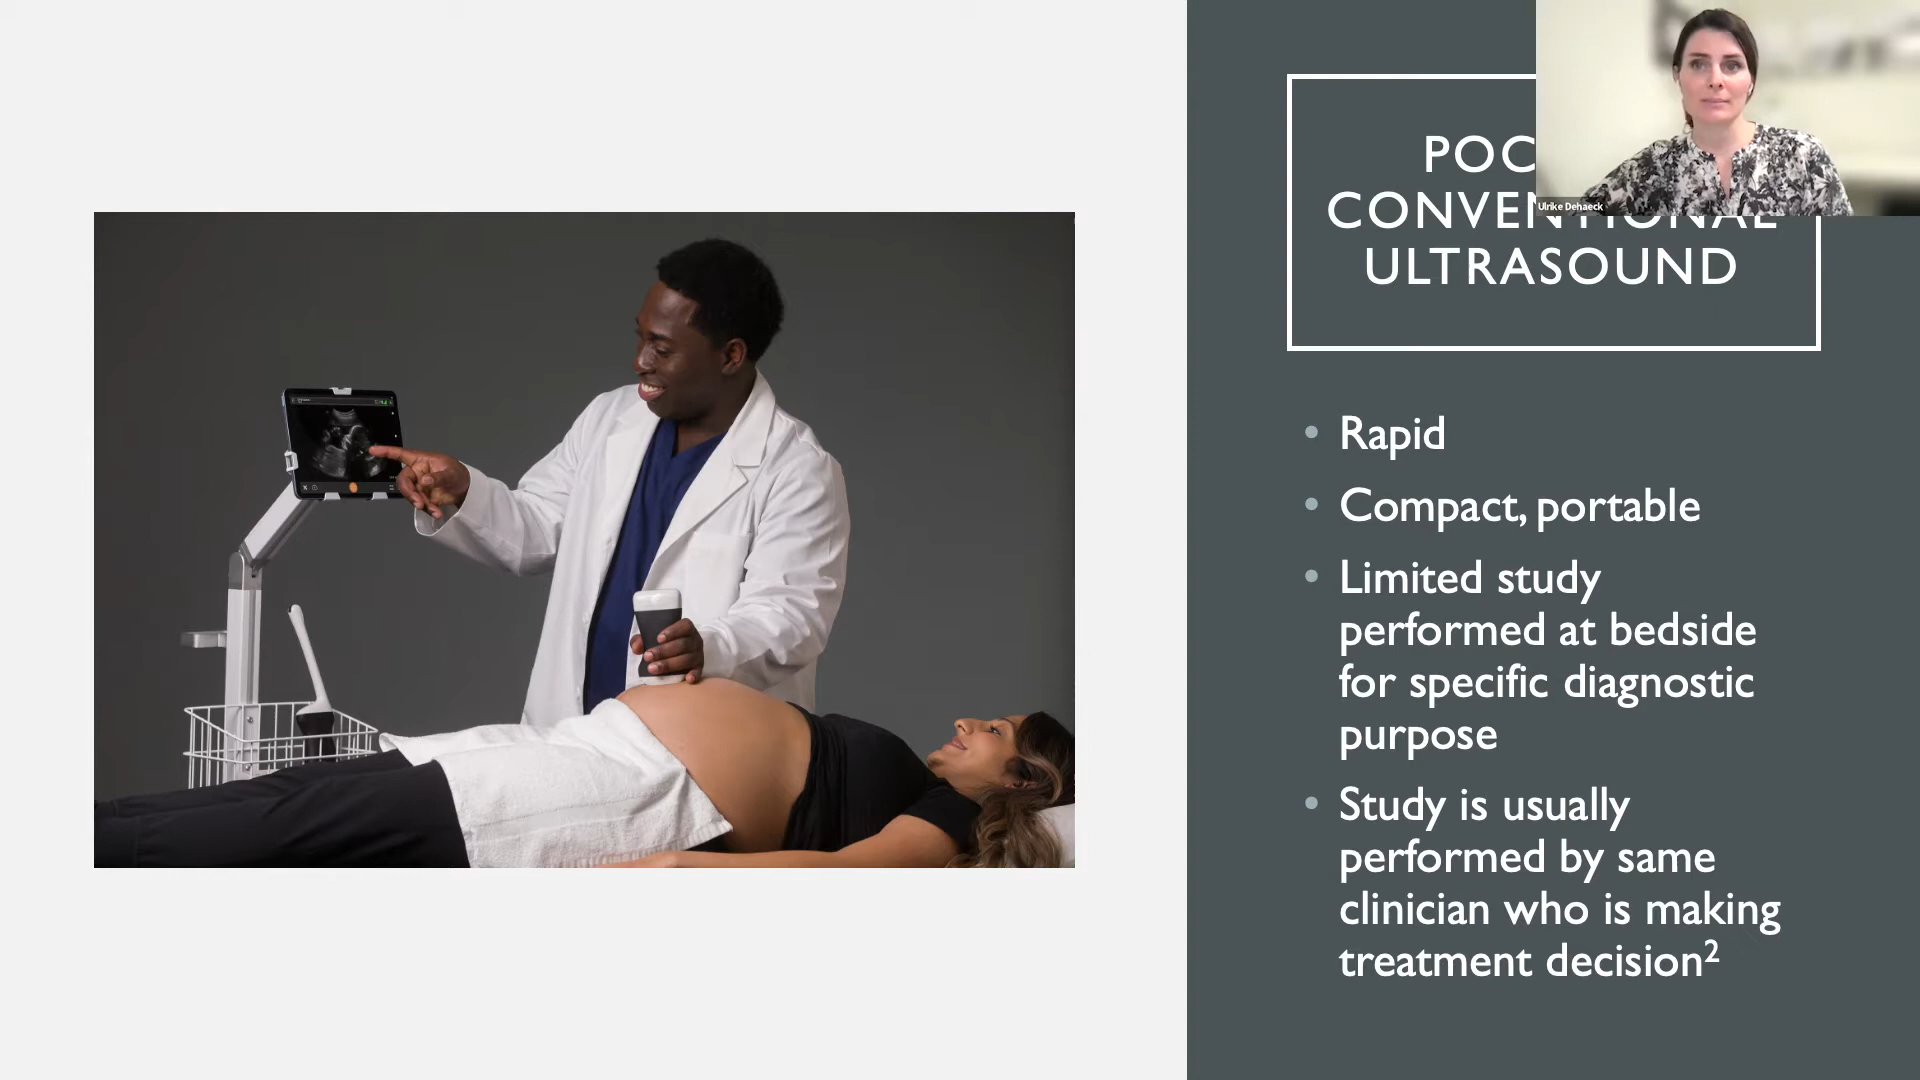 CONVENTIONAL
ULTRASOUND
Ulrike Dehaeck
Rapid
Compact, portable
Limited study
performed at bedside
for specific diagnostic
purpose
Study is usually
performed by same
clinician who is making
treatment decision²